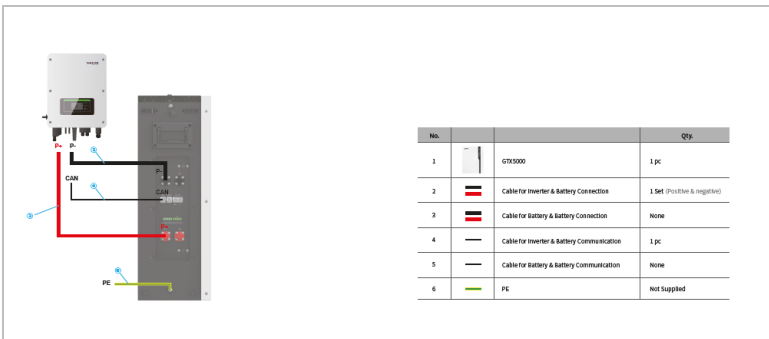 P+ P-
CAN
P-
CAN
P+
PE
No. Qty.
1 GTX5000 1 pc
2 Cable for Inverter & Battery Connection 1 Set (Positive & negative)
3 Cable for Battery & Battery Connection None
4 Cable for Inverter & Battery Communication 1 pc
5 Cable for Battery & Battery Communication None
6 PE Not Supplied